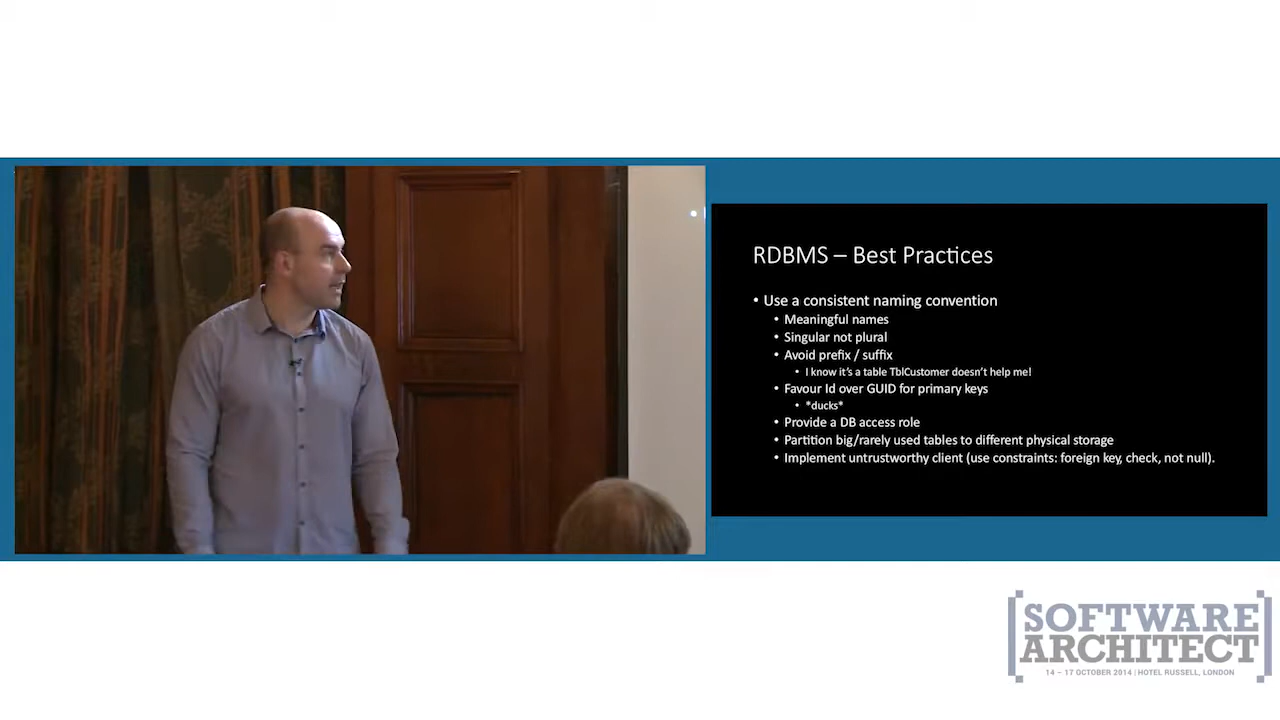 RDBMS – Best Practices
• Use a consistent naming convention
• Meaningful names
• Singular not plural
• Avoid prefix / suffix
• I know it's a table TblCustomer doesn't help me!
• Favour Id over GUID for primary keys
• *ducks*
• Provide a DB access role
• Partition big/rarely used tables to different physical storage
• Implement untrustworthy client (use constraints: foreign key, check, not null).
[SOFTWARE
ARCHITECT]
14 – 17 OCTOBER 2014 | HOTEL RUSSELL, LONDON